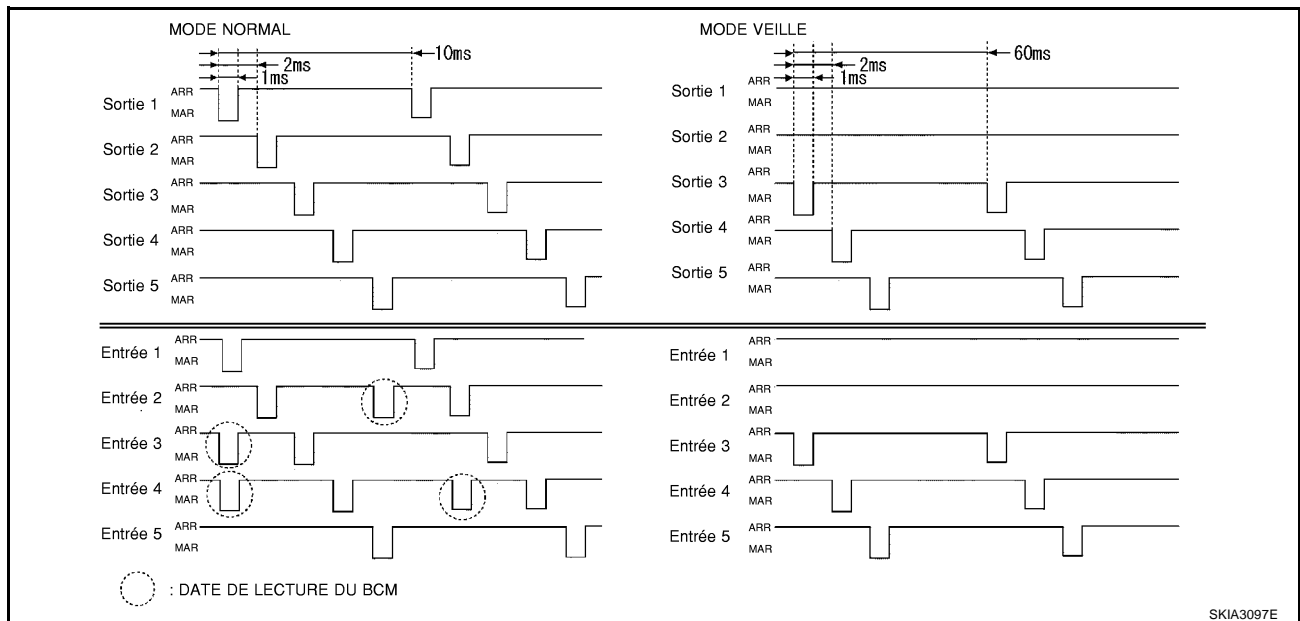 MODE NORMAL
10ms
2ms
1ms
Sortie 1
ARR
MAR
Sortie 2
ARR
MAR
Sortie 3
ARR
MAR
Sortie 4
ARR
MAR
Sortie 5
ARR
MAR
MODE VEILLE
60ms
2ms
1ms
Sortie 1
ARR
MAR
Sortie 2
ARR
MAR
Sortie 3
ARR
MAR
Sortie 4
ARR
MAR
Sortie 5
ARR
MAR
Entrée 1
ARR
MAR
Entrée 2
ARR
MAR
Entrée 3
ARR
MAR
Entrée 4
ARR
MAR
Entrée 5
ARR
MAR
Entrée 1
ARR
MAR
Entrée 2
ARR
MAR
Entrée 3
ARR
MAR
Entrée 4
ARR
MAR
Entrée 5
ARR
MAR
: DATE DE LECTURE DU BCM
SKIA3097E